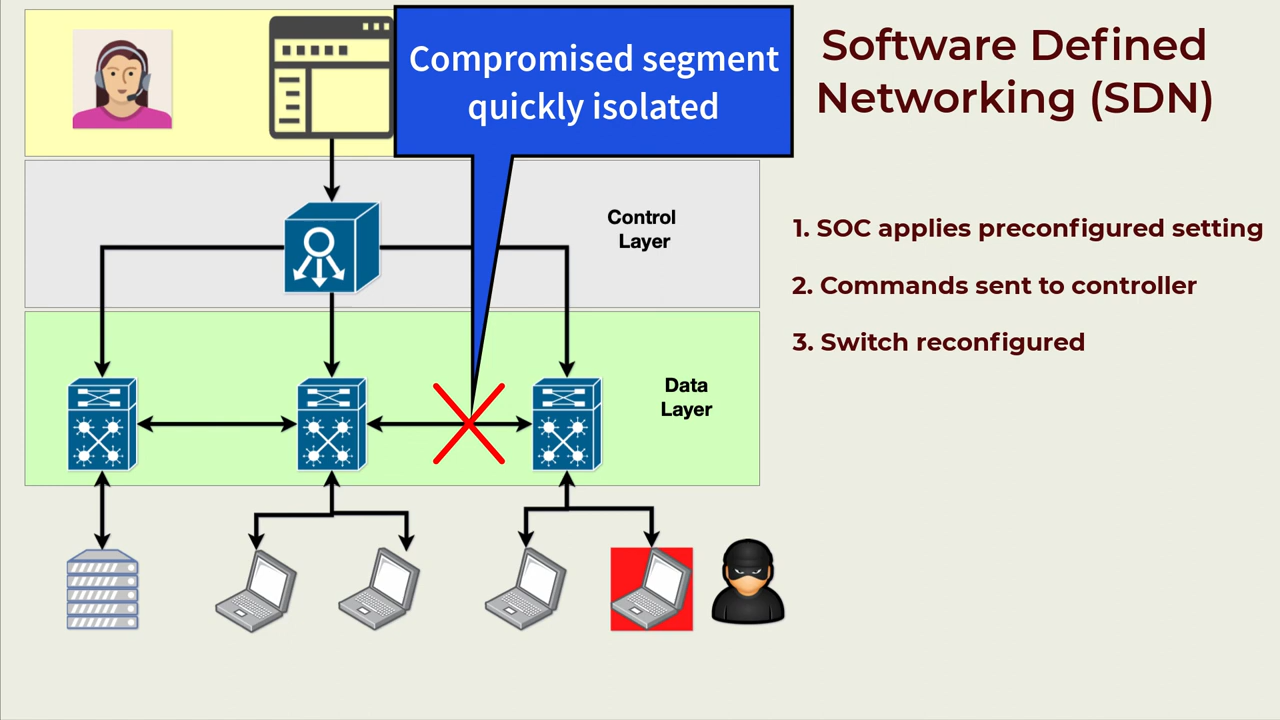 Compromised segment
quickly isolated
Software Defined
Networking (SDN)
Control
Layer
1. SOC applies preconfigured setting
2. Commands sent to controller
3. Switch reconfigured
Data
Layer